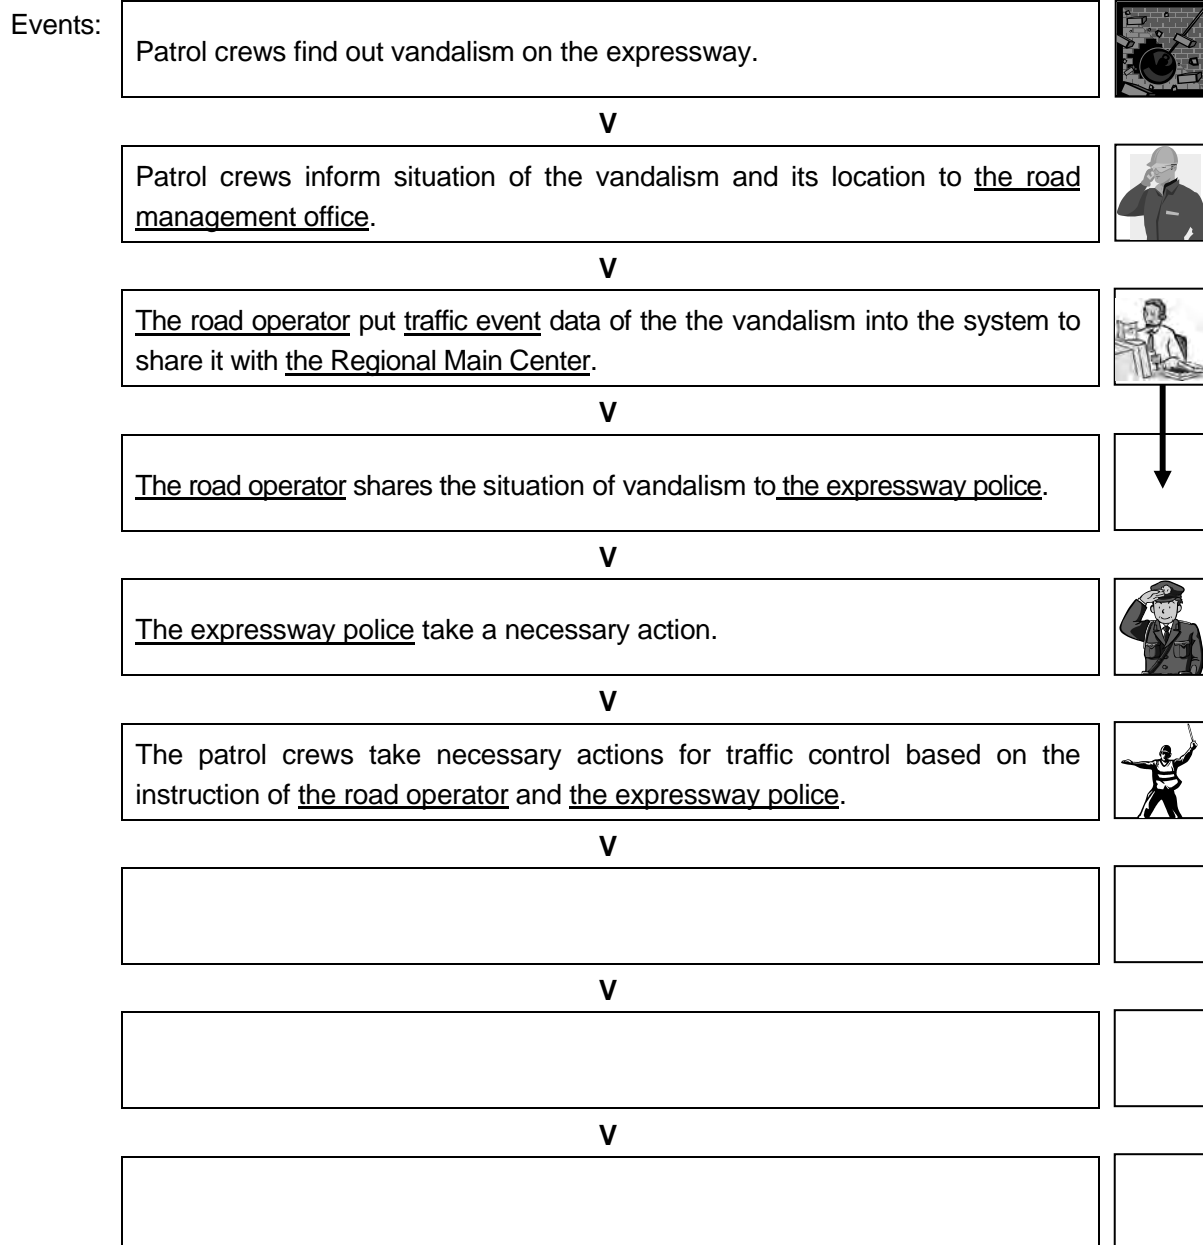 Events:
Patrol crews find out vandalism on the expressway.
V
Patrol crews inform situation of the vandalism and its location to the road
management office.
V
The road operator put traffic event data of the the vandalism into the system to
share it with the Regional Main Center.
V
The road operator shares the situation of vandalism to the expressway police.
V
The expressway police take a necessary action.
V
The patrol crews take necessary actions for traffic control based on the
instruction of the road operator and the expressway police.
V
V
V